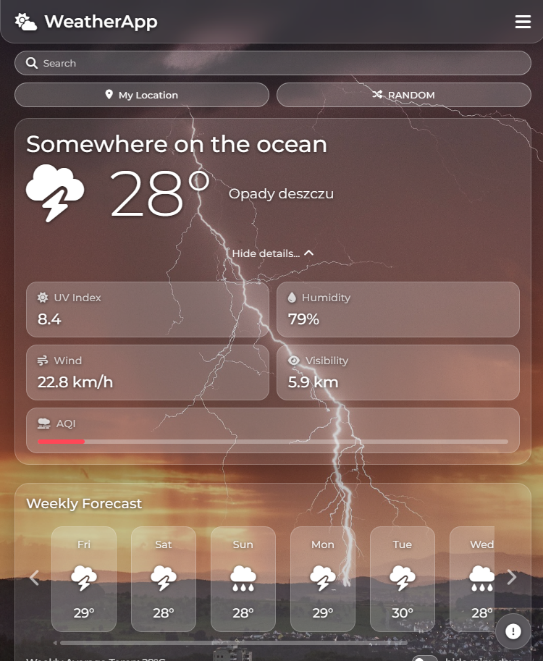 WeatherApp
Search
My Location
RANDOM
Somewhere on the ocean
28°
Opady deszczu
Hide details...
UV Index
8.4
Humidity
79%
Wind
22.8 km/h
Visibility
5.9 km
AQI
Weekly Forecast
Fri Sat Sun Mon Tue Wed
29° 28° 28° 29° 30° 28°